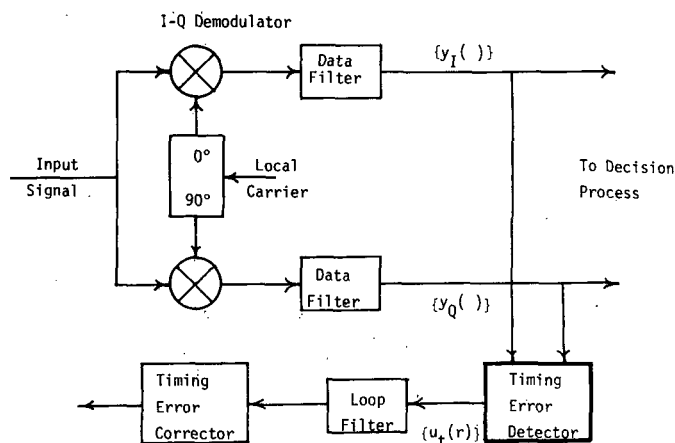 I-Q Demodulator
Data
Filter
{y_I( )}
0°
90°
Input
Signal
Local
Carrier
To Decision
Process
Data
Filter
{y_Q( )}
Timing
Error
Corrector
Loop
Filter
{u_t(r)}
Timing
Error
Detector